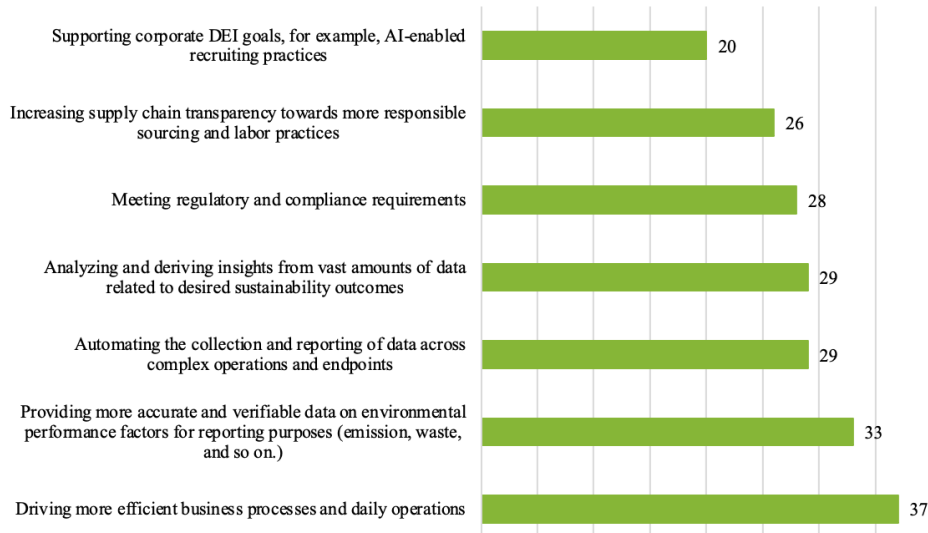 Supporting corporate DEI goals, for example, AI-enabled
recruiting practices
20
Increasing supply chain transparency towards more responsible
sourcing and labor practices
26
Meeting regulatory and compliance requirements
28
Analyzing and deriving insights from vast amounts of data
related to desired sustainability outcomes
29
Automating the collection and reporting of data across
complex operations and endpoints
29
Providing more accurate and verifiable data on environmental
performance factors for reporting purposes (emission, waste,
and so on.)
33
Driving more efficient business processes and daily operations
37